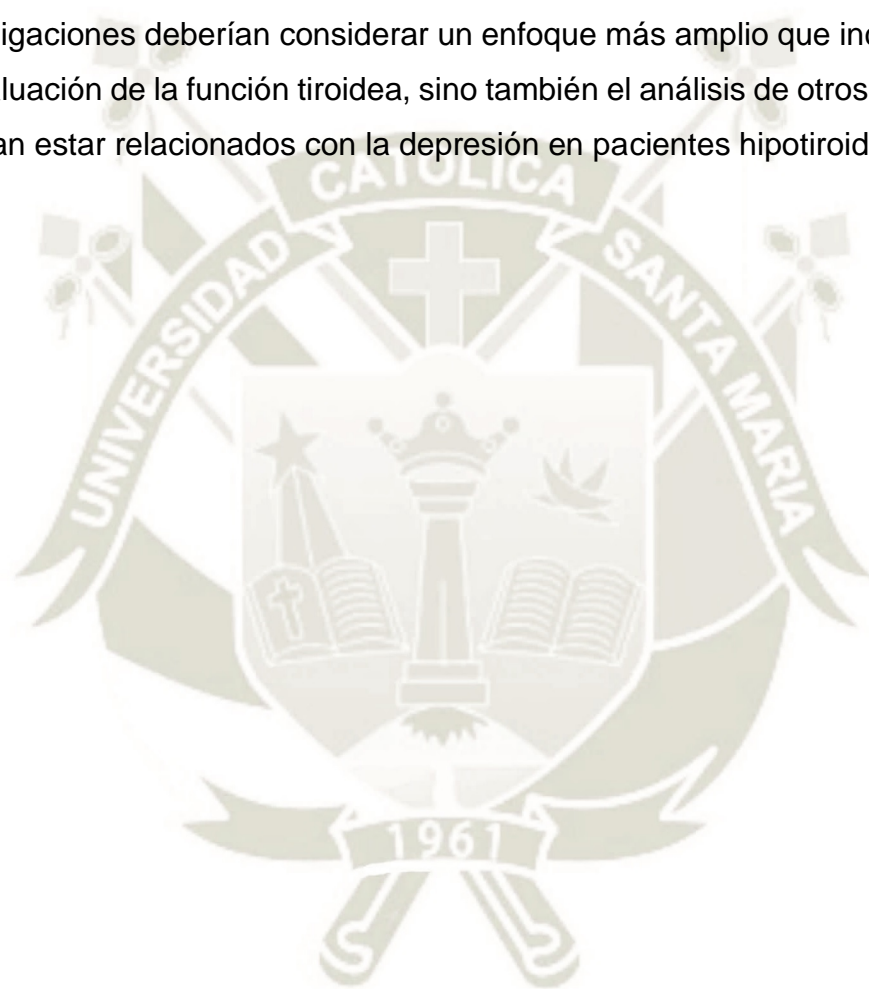 igaciones deberían considerar un enfoque más amplio que inc
luación de la función tiroidea, sino también el análisis de otros
an estar relacionados con la depresión en pacientes hipotiroid
UNIVERSIDAD CATOLICA SANTA MARIA
1961